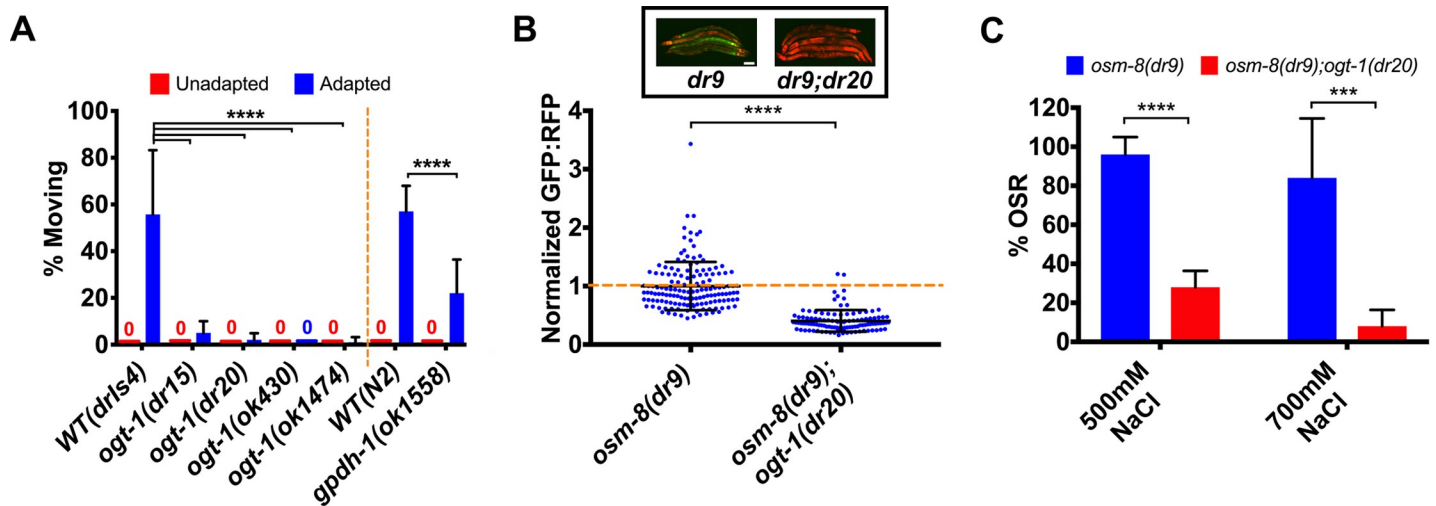 A
Unadapted Adapted
****
****
% Moving
100
80
60
40
20
0
0 0 0 0 0 0 0 0
WT(drIs4)
ogt-1(dr15)
ogt-1(dr20)
ogt-1(ok430)
ogt-1(ok1474)
WT(N2)
gpdh-1(ok1558)
B
dr9 dr9;dr20
****
Normalized GFP:RFP
4
3
2
1
0
osm-8(dr9)
osm-8(dr9);
ogt-1(dr20)
C
osm-8(dr9) osm-8(dr9);ogt-1(dr20)
**** ***
% OSR
120
100
80
60
40
20
0
500mM
NaCl
700mM
NaCl